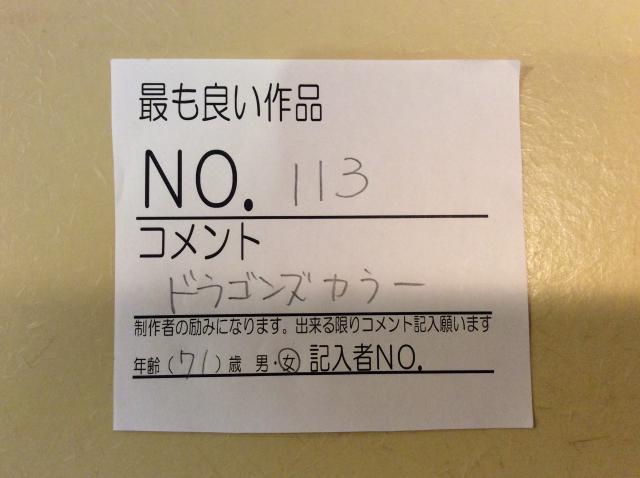 最も良い作品
NO. 113
コメント
ドラゴンズカラー
制作者の励みになります。出来る限りコメント記入願います
年齢(71)歳 男・女 記入者NO.